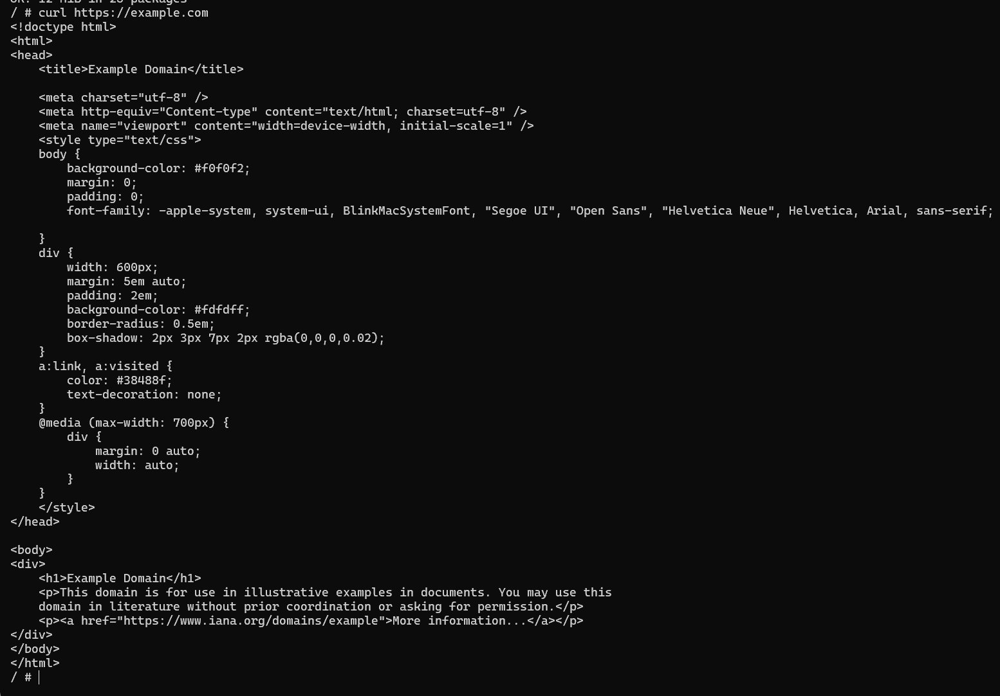 OK: 12 MiB in 23 packages
/ # curl https://example.com
<!doctype html>
<html>
<head>
    <title>Example Domain</title>

    <meta charset="utf-8" />
    <meta http-equiv="Content-type" content="text/html; charset=utf-8" />
    <meta name="viewport" content="width=device-width, initial-scale=1" />
    <style type="text/css">
    body {
        background-color: #f0f0f2;
        margin: 0;
        padding: 0;
        font-family: -apple-system, system-ui, BlinkMacSystemFont, "Segoe UI", "Open Sans", "Helvetica Neue", Helvetica, Arial, sans-serif;

    }
    div {
        width: 600px;
        margin: 5em auto;
        padding: 2em;
        background-color: #fdfdff;
        border-radius: 0.5em;
        box-shadow: 2px 3px 7px 2px rgba(0,0,0,0.02);
    }
    a:link, a:visited {
        color: #38488f;
        text-decoration: none;
    }
    @media (max-width: 700px) {
        div {
            margin: 0 auto;
            width: auto;
        }
    }
    </style>
</head>

<body>
<div>
    <h1>Example Domain</h1>
    <p>This domain is for use in illustrative examples in documents. You may use this
    domain in literature without prior coordination or asking for permission.</p>
    <p><a href="https://www.iana.org/domains/example">More information...</a></p>
</div>
</body>
</html>
/ #